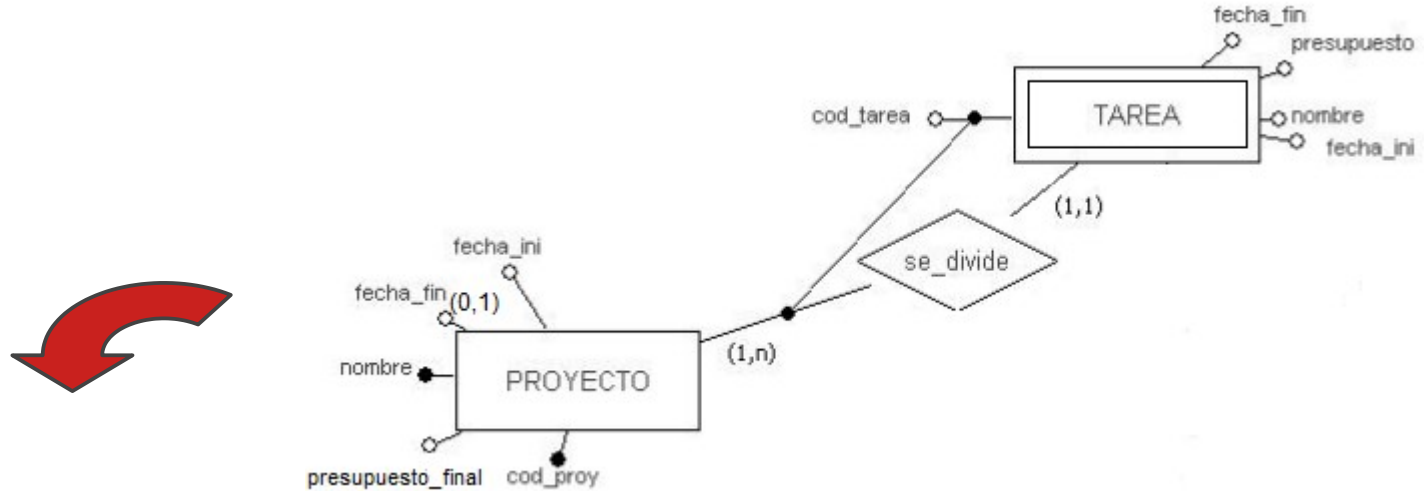 fecha_fin
presupuesto
cod_tarea
TAREA
nombre
fecha_ini
(1,1)
se_divide
fecha_ini
fecha_fin (0,1)
(1,n)
nombre
PROYECTO
presupuesto_final
cod_proy